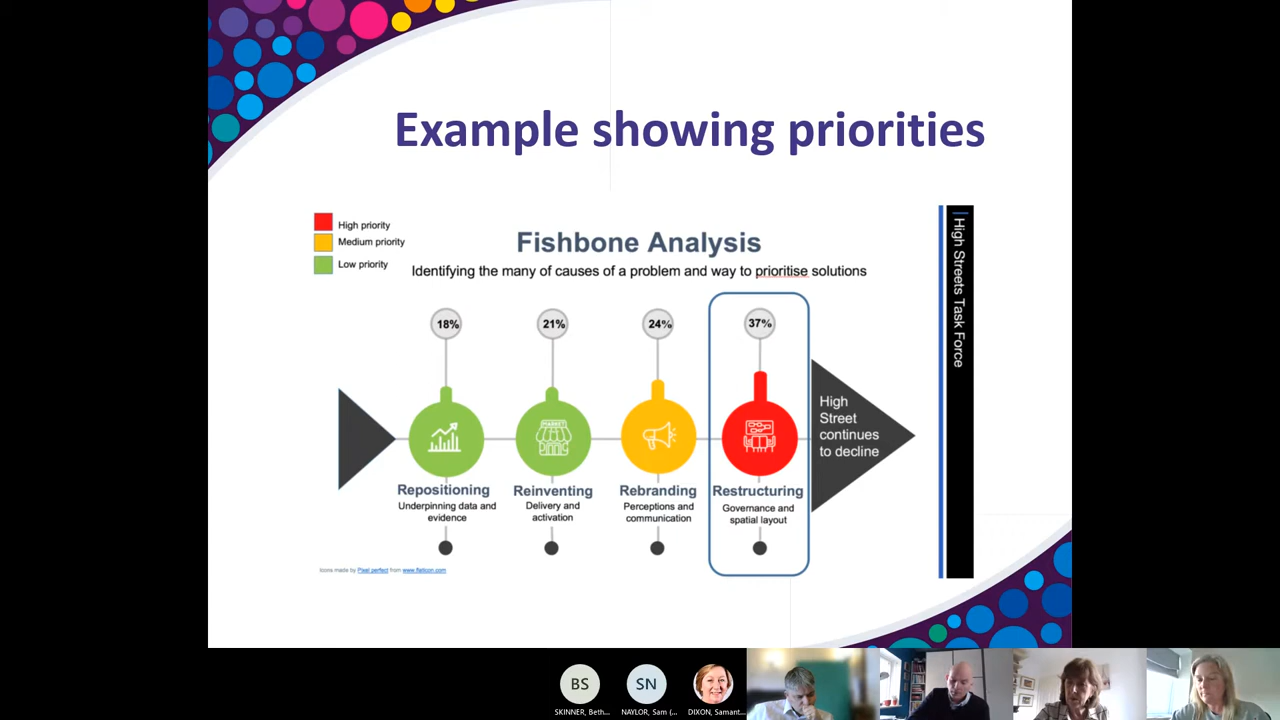 Example showing priorities
High priority
Medium priority
Low priority
Fishbone Analysis
Identifying the many of causes of a problem and way to prioritise solutions
High Streets Task Force
18%
21%
24%
37%
MARKET
High
Street
continues
to decline
Repositioning
Underpinning data and
evidence
Reinventing
Delivery and
activation
Rebranding
Perceptions and
communication
Restructuring
Governance and
spatial layout
Icons made by Pixel perfect from www.flaticon.com
BS
SN
SKINNER, Beth...
NAYLOR, Sam (...
DIXON, Samant...